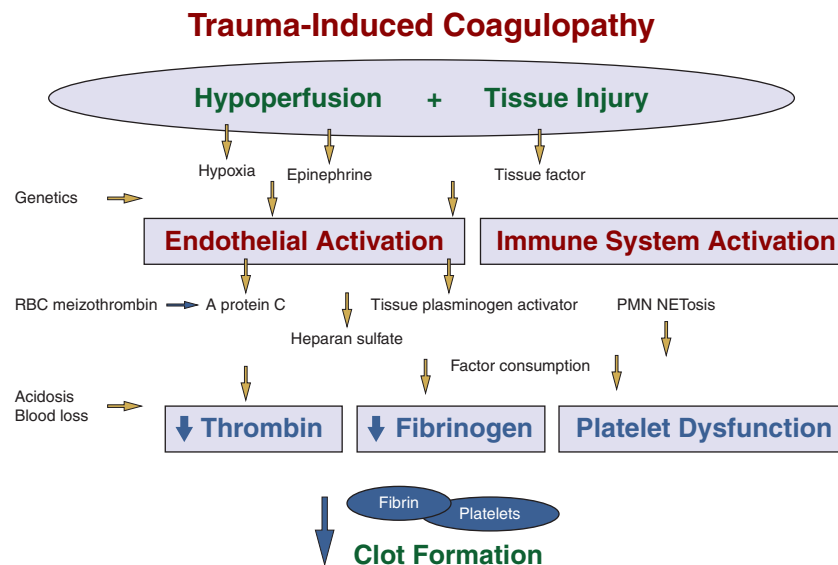 Trauma-Induced Coagulopathy
Hypoperfusion + Tissue Injury
Hypoxia
Epinephrine
Tissue factor
Genetics
Endothelial Activation
Immune System Activation
RBC meizothrombin
A protein C
Tissue plasminogen activator
PMN NETosis
Heparan sulfate
Factor consumption
Acidosis
Blood loss
Thrombin
Fibrinogen
Platelet Dysfunction
Fibrin
Platelets
Clot Formation